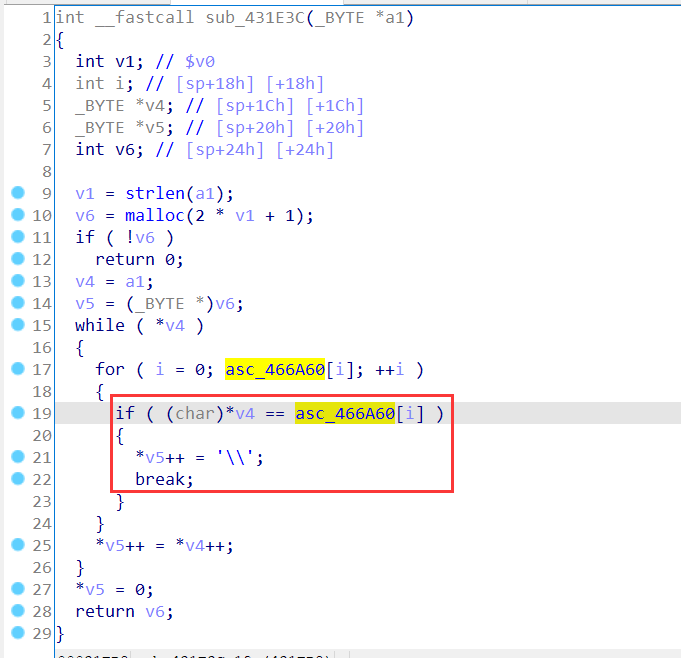 1 int __fastcall sub_431E3C(_BYTE *a1)
2 {
3   int v1; // $v0
4   int i; // [sp+18h] [+18h]
5   _BYTE *v4; // [sp+1Ch] [+1Ch]
6   _BYTE *v5; // [sp+20h] [+20h]
7   int v6; // [sp+24h] [+24h]
8
9   v1 = strlen(a1);
10   v6 = malloc(2 * v1 + 1);
11   if ( !v6 )
12     return 0;
13   v4 = a1;
14   v5 = (_BYTE *)v6;
15   while ( *v4 )
16   {
17     for ( i = 0; asc_466A60[i]; ++i )
18     {
19       if ( (char)*v4 == asc_466A60[i] )
20       {
21         *v5++ = '\\';
22         break;
23       }
24     }
25     *v5++ = *v4++;
26   }
27   *v5 = 0;
28   return v6;
29 }